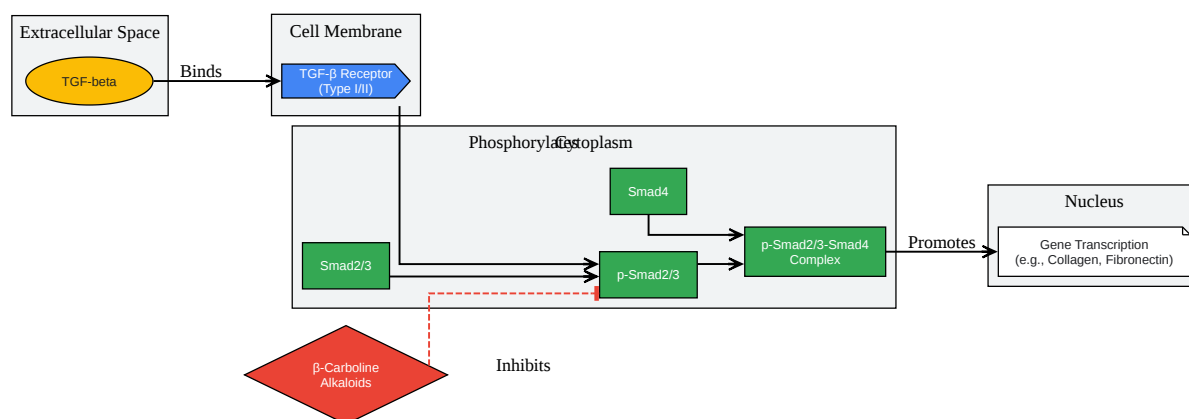 Extracellular Space
TGF-beta
Binds
Cell Membrane
TGF-β Receptor
(Type I/II)
Phosphorylates
Cytoplasm
Smad4
Smad2/3
p-Smad2/3
p-Smad2/3-Smad4
Complex
Promotes
Nucleus
Gene Transcription
(e.g., Collagen, Fibronectin)
β-Carboline
Alkaloids
Inhibits